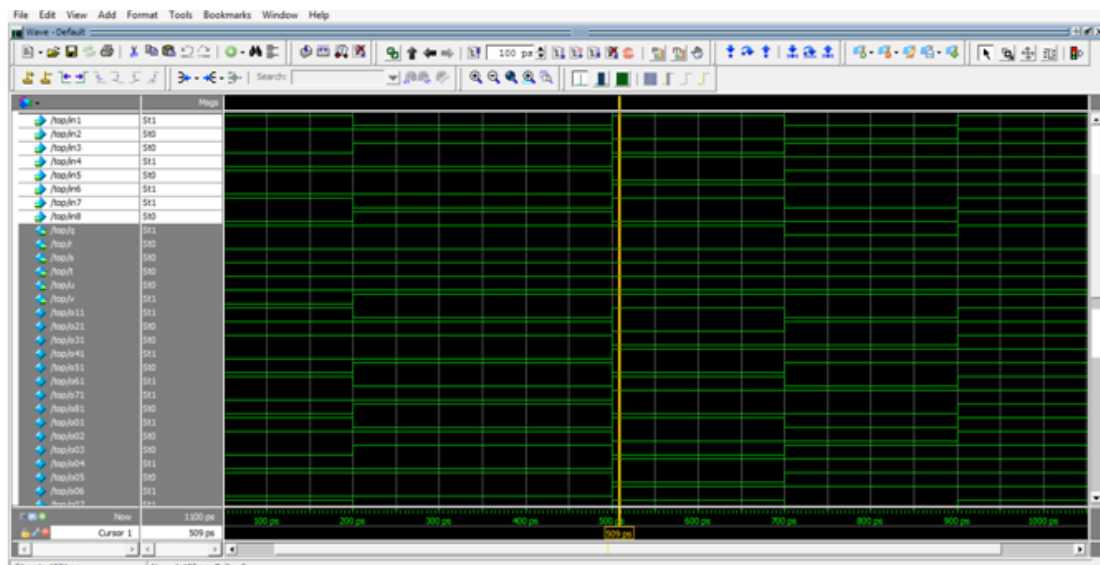 File Edit View Add Format Tools Bookmarks Window Help
Wave - Default
100 ps
Search:
Msgs
/top/in1 St1
/top/in2 St0
/top/in3 St0
/top/in4 St1
/top/in5 St0
/top/in6 St1
/top/in7 St1
/top/in8 St0
/top/q St1
/top/r St0
/top/s St0
/top/t St0
/top/u St0
/top/v St1
/top/o11 St1
/top/o21 St0
/top/o31 St0
/top/o41 St1
/top/o51 St0
/top/o61 St1
/top/o71 St1
/top/o81 St0
/top/o01 St1
/top/o02 St0
/top/o03 St0
/top/o04 St1
/top/o05 St0
/top/o06 St1
/top/o07 St1
Now 1100 ps 100 ps 200 ps 300 ps 400 ps 500 ps 600 ps 700 ps 800 ps 900 ps 1000 ps
Cursor 1 509 ps 509 ps